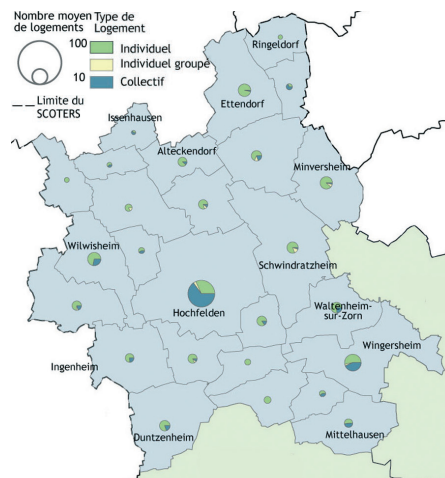 Nombre moyen
de logements
100
10
Type de
Logement
Individuel
Individuel groupé
Collectif
Limite du
SCOTERS
Ringeldorf
Ettendorf
Issenhausen
Alteckendorf
Minversheim
Wilwisheim
Schwindratzheim
Hochfelden
Waltenheim-
sur-Zorn
Wingersheim
Ingenheim
Duntzenheim
Mittelhausen